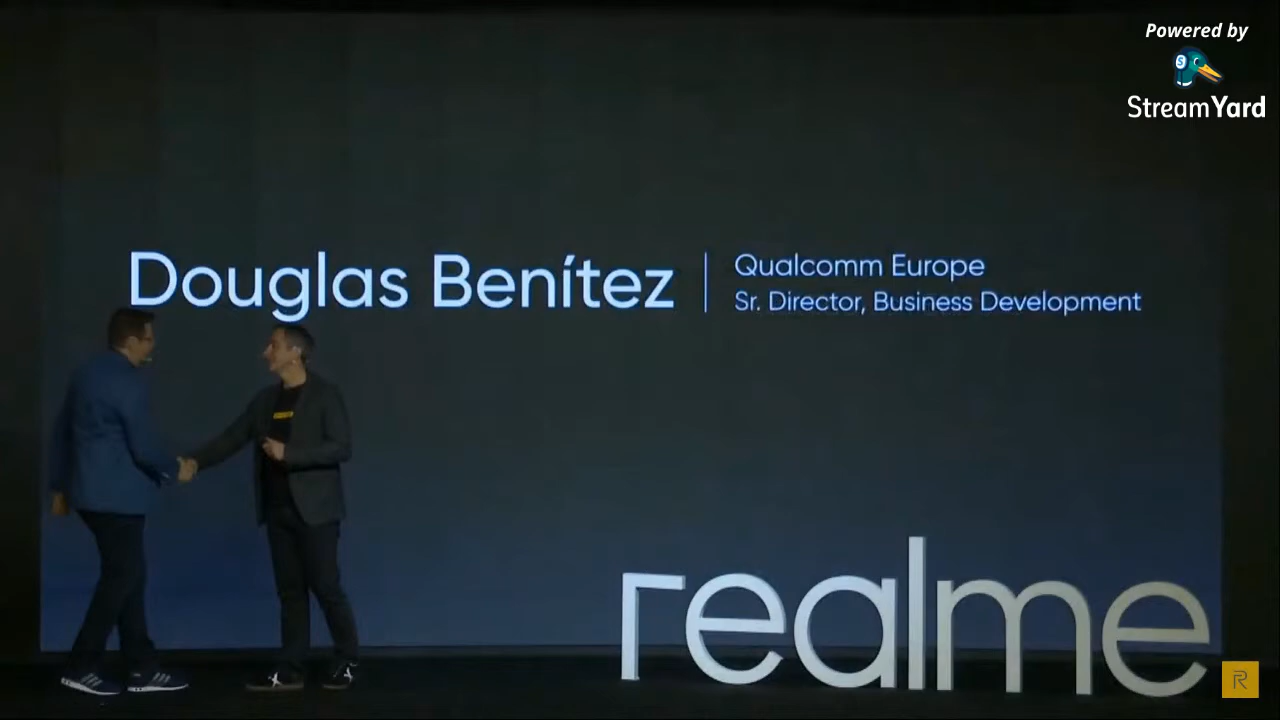 Powered by
StreamYard
Douglas Benítez
Qualcomm Europe
Sr. Director, Business Development
realme
R